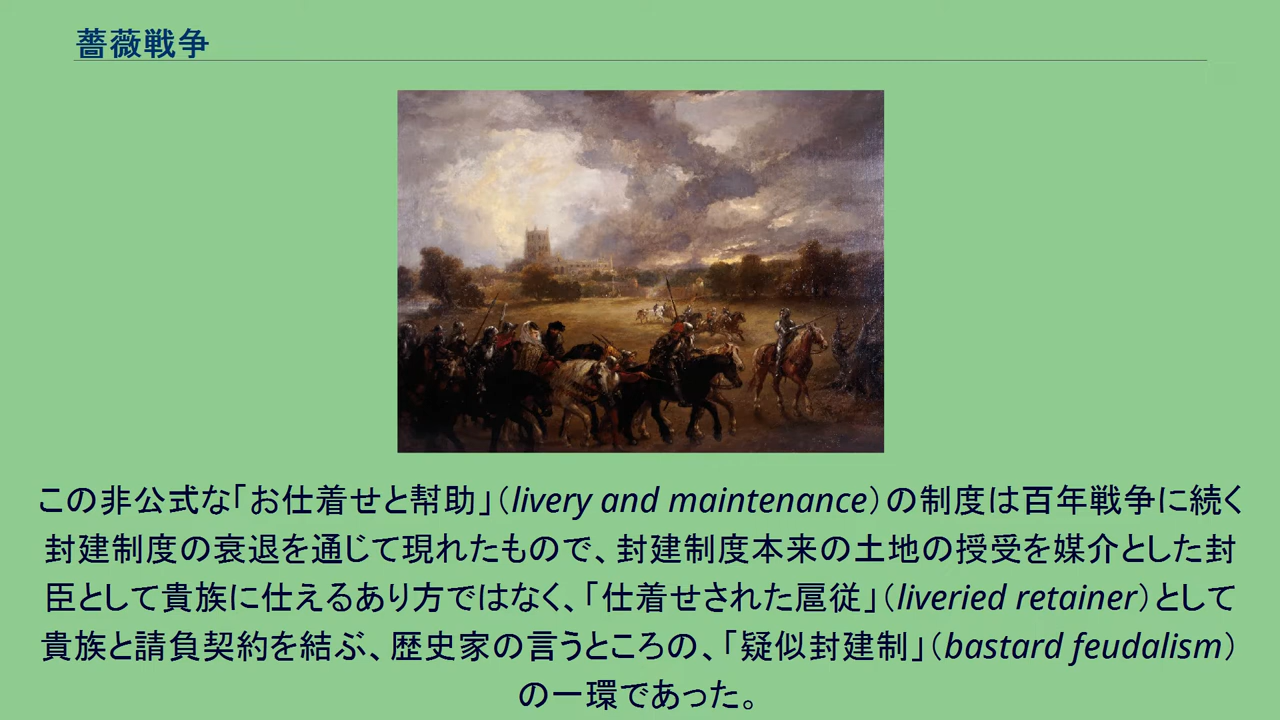 薔薇戦争
この非公式な「お仕着せと幇助」（livery and maintenance）の制度は百年戦争に続く
封建制度の衰退を通じて現れたもので、封建制度本来の土地の授受を媒介とした封
臣として貴族に仕えるあり方ではなく、「仕着せされた扈従」（liveried retainer）として
貴族と請負契約を結ぶ、歴史家の言うところの、「疑似封建制」（bastard feudalism）
の一環であった。